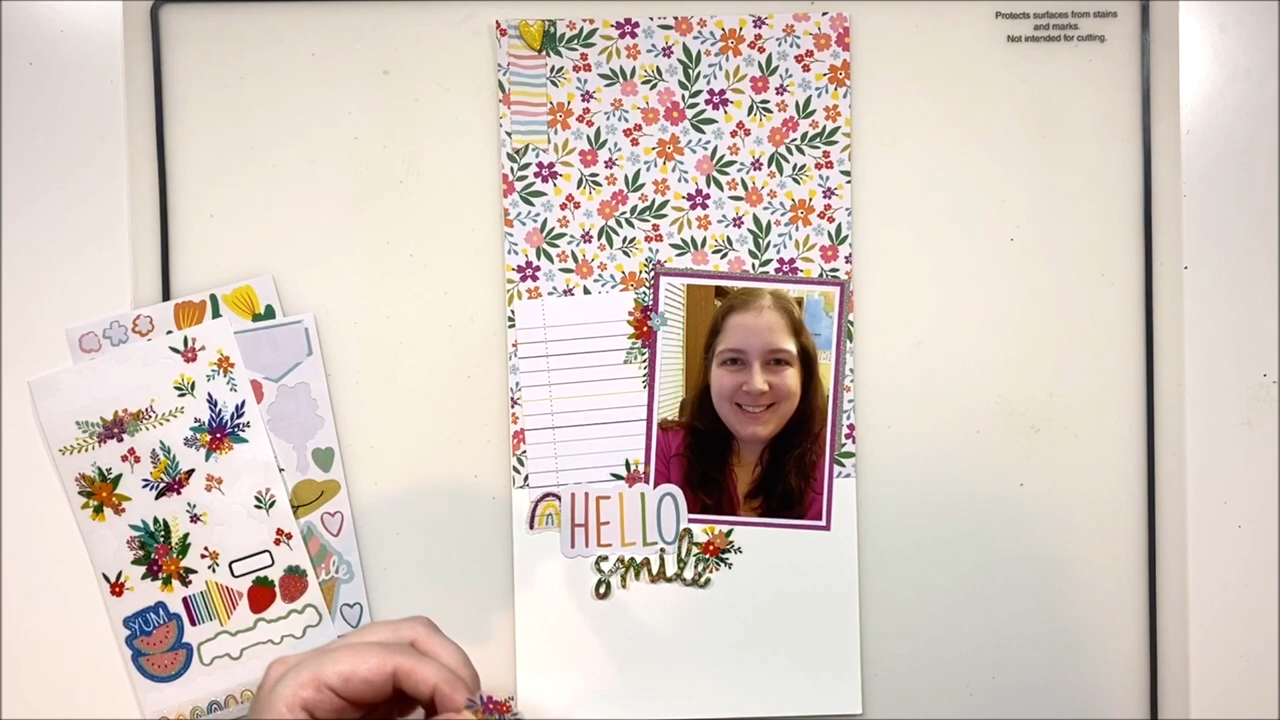 Protects surfaces from stains
and marks.
Not intended for cutting.
HELLO
smile
YUM